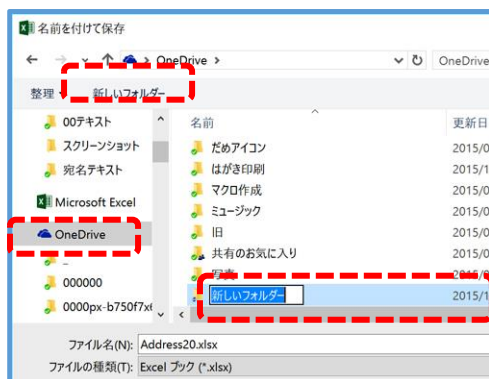 名前を付けて保存
OneDrive
OneDrive
整理
新しいフォルダー
00テキスト
スクリーンショット
宛名テキスト
Microsoft Excel
OneDrive
_
000000
0000px-b750f7x
名前
更新日
だめアイコン
2015/0
はがき印刷
2015/1
マクロ作成
2015/0
ミュージック
2015/0
旧
2015/0
共有のお気に入り
2015/0
写真
新しいフォルダー
2015/1
ファイル名(N):
Address20.xlsx
ファイルの種類(T):
Excel ブック (*.xlsx)